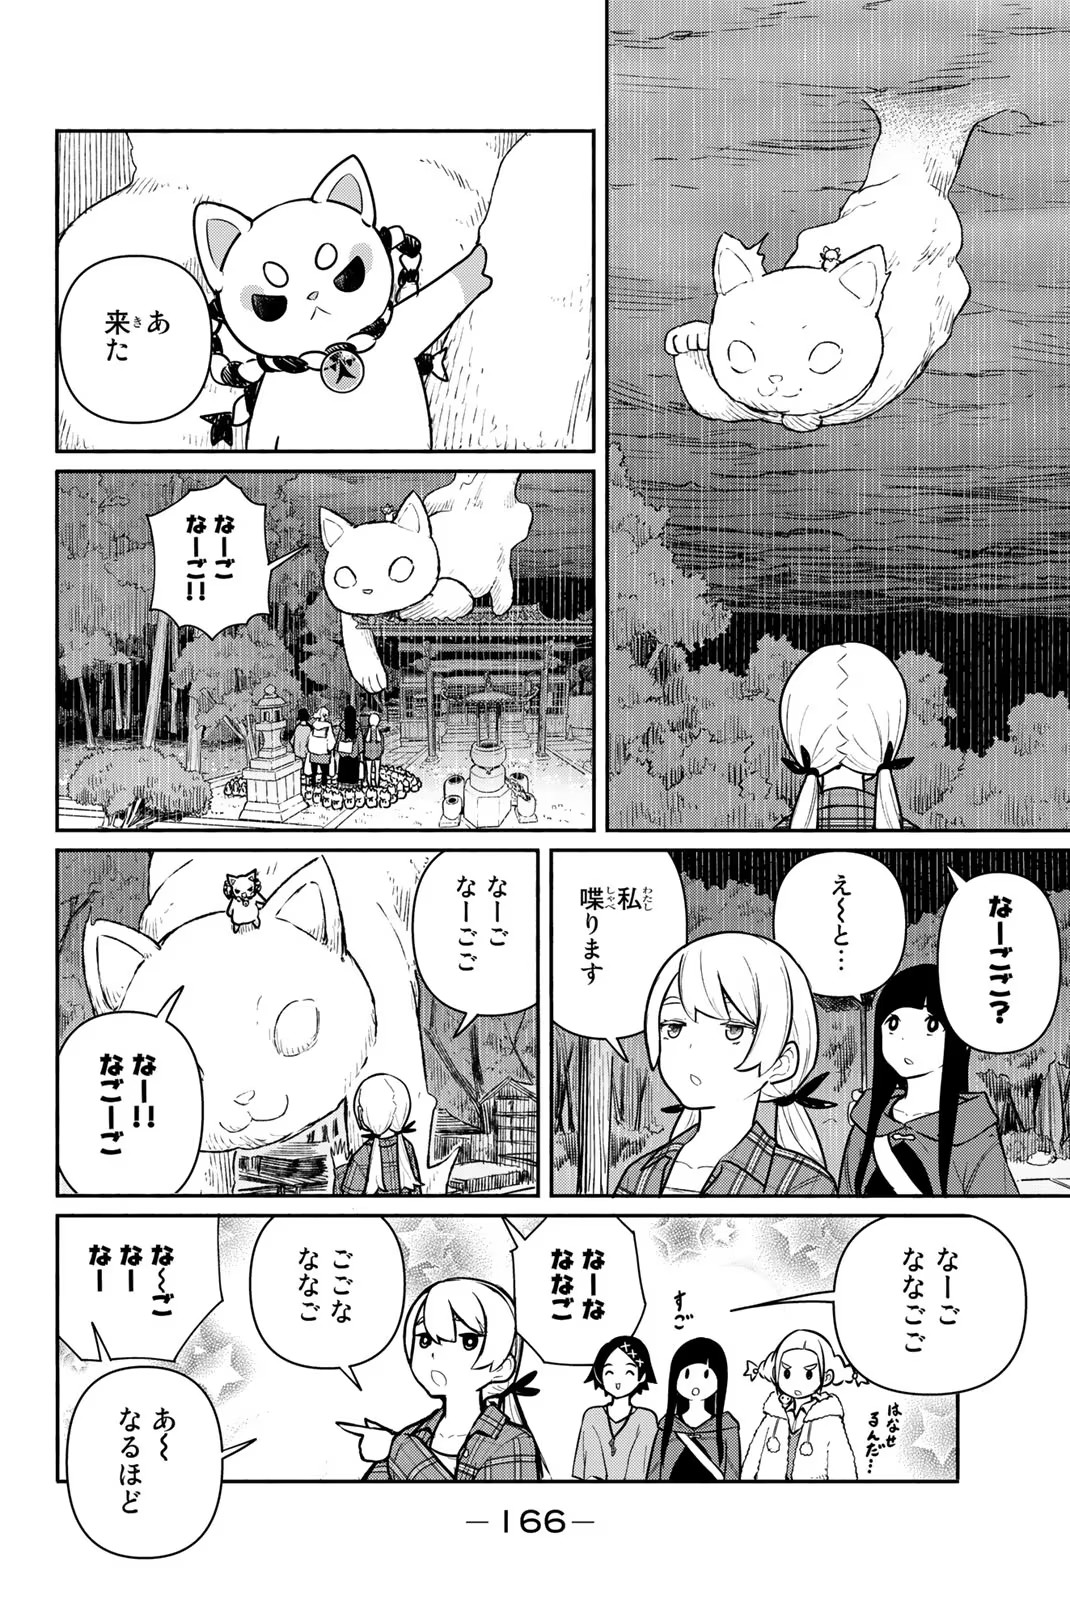 あ
来た
なーご
なーご!!
なーごご?
え〜と…
私
喋ります
なーご
なーごご
なー!!
なごーご
なーご
ななごご
すご
はなせ
るんだ…
なーな
ななご
ごごな
ななご
な〜ご
なー
なー
あ〜
なるほど
— 166 —